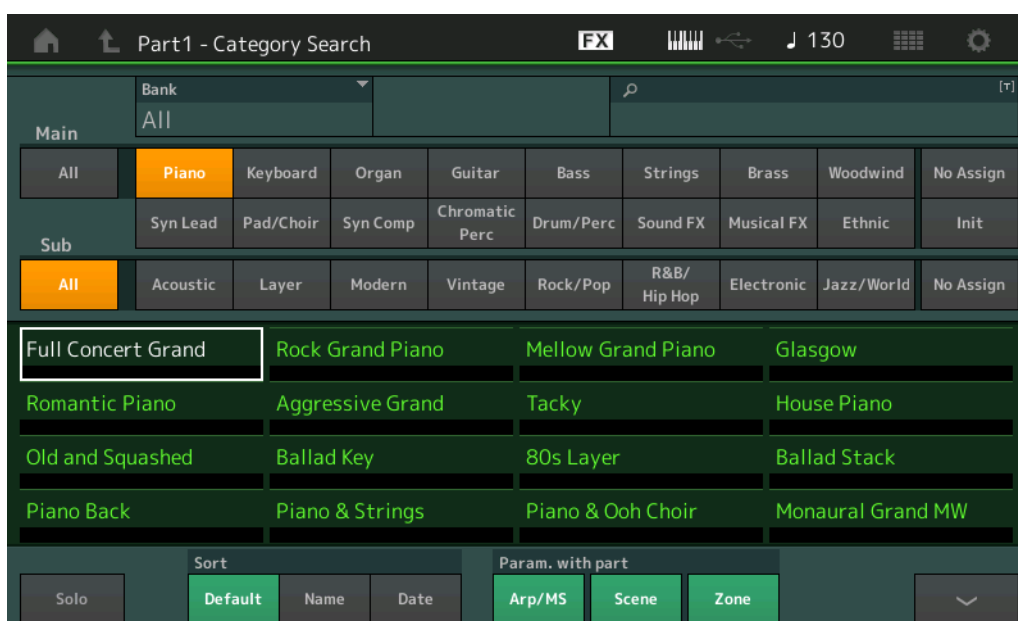 Part1 - Category Search FX ♩ 130
Bank [T]
All
Main
All Piano Keyboard Organ Guitar Bass Strings Brass Woodwind No Assign
Syn Lead Pad/Choir Syn Comp Chromatic Perc Drum/Perc Sound FX Musical FX Ethnic Init
Sub
All Acoustic Layer Modern Vintage Rock/Pop R&B/ Hip Hop Electronic Jazz/World No Assign
Full Concert Grand Rock Grand Piano Mellow Grand Piano Glasgow
Romantic Piano Aggressive Grand Tacky House Piano
Old and Squashed Ballad Key 80s Layer Ballad Stack
Piano Back Piano & Strings Piano & Ooh Choir Monaural Grand MW
Sort Param. with part
Solo Default Name Date Arp/MS Scene Zone